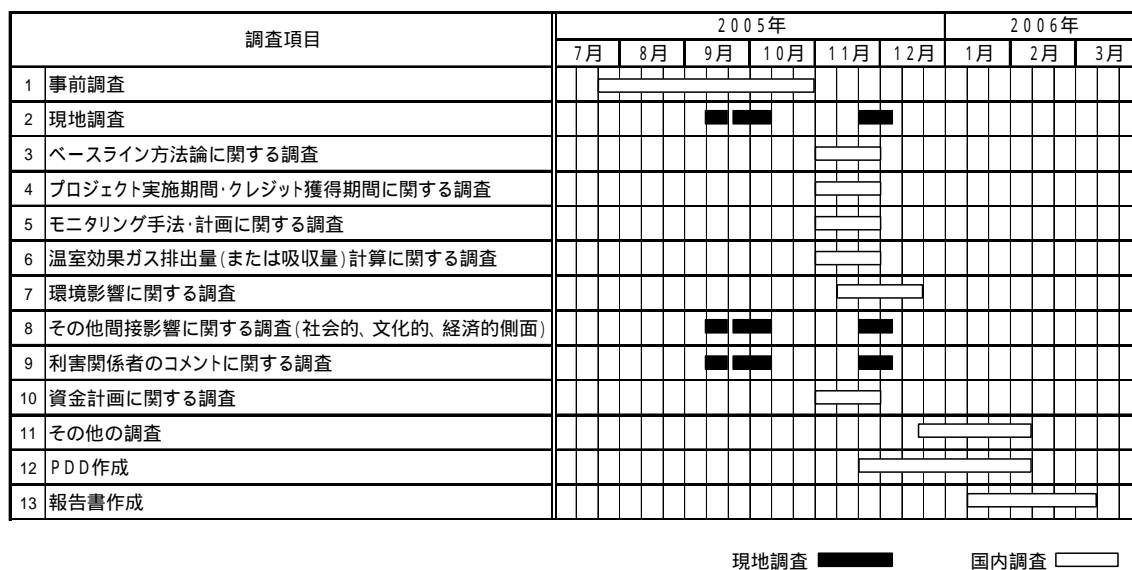 調査項目
2005年 2006年
7月 8月 9月 10月 11月 12月 1月 2月 3月
1 事前調査
2 現地調査
3 ベースライン方法論に関する調査
4 プロジェクト実施期間・クレジット獲得期間に関する調査
5 モニタリング手法・計画に関する調査
6 温室効果ガス排出量(または吸収量)計算に関する調査
7 環境影響に関する調査
8 その他間接影響に関する調査(社会的、文化的、経済的側面)
9 利害関係者のコメントに関する調査
10 資金計画に関する調査
11 その他の調査
12 PDD作成
13 報告書作成
現地調査 国内調査